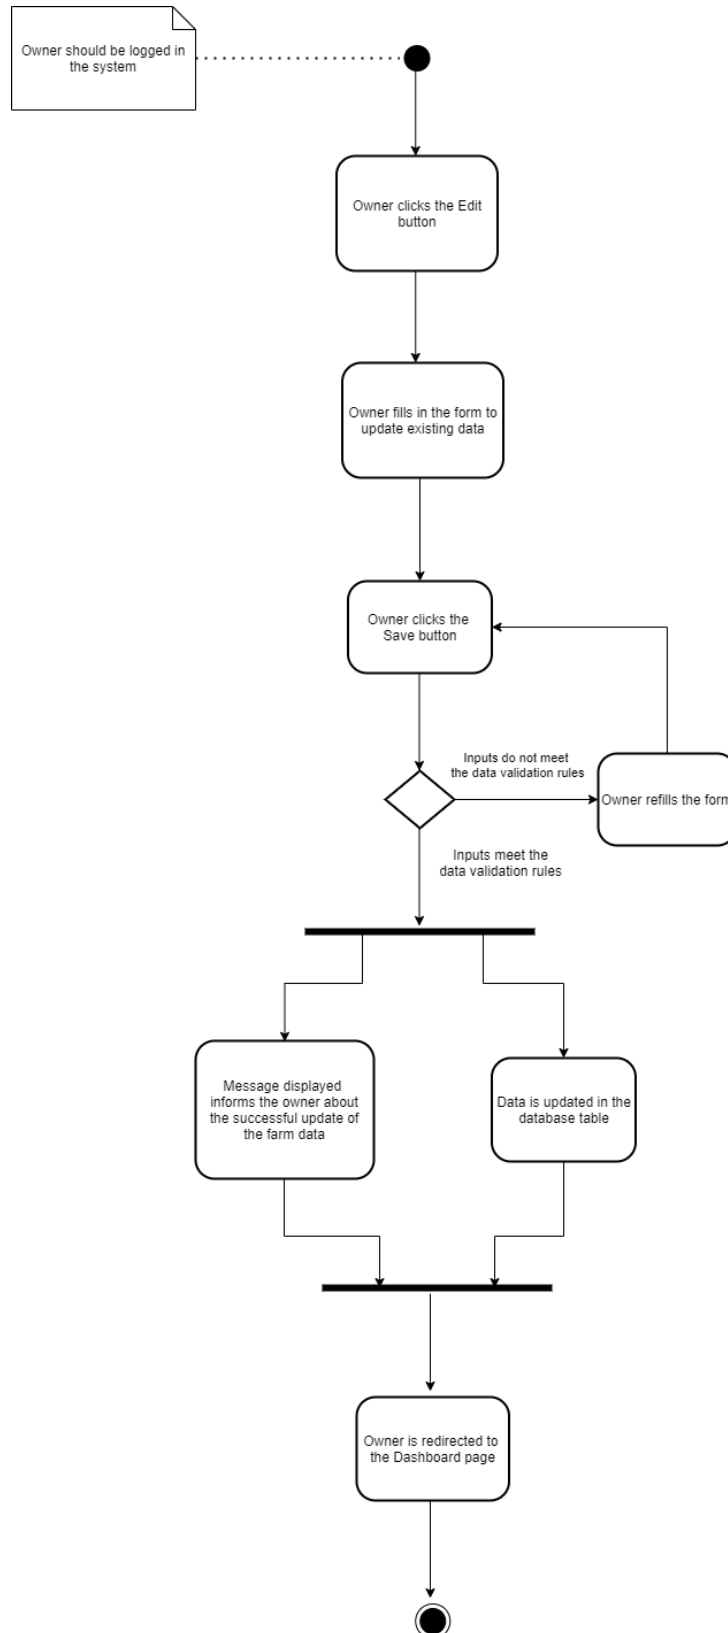 Owner should be logged in
the system
Owner clicks the Edit
button
Owner fills in the form to
update existing data
Owner clicks the
Save button
Inputs do not meet
the data validation rules
Owner refills the form
Inputs meet the
data validation rules
Message displayed
informs the owner about
the successful update of
the farm data
Data is updated in the
database table
Owner is redirected to
the Dashboard page